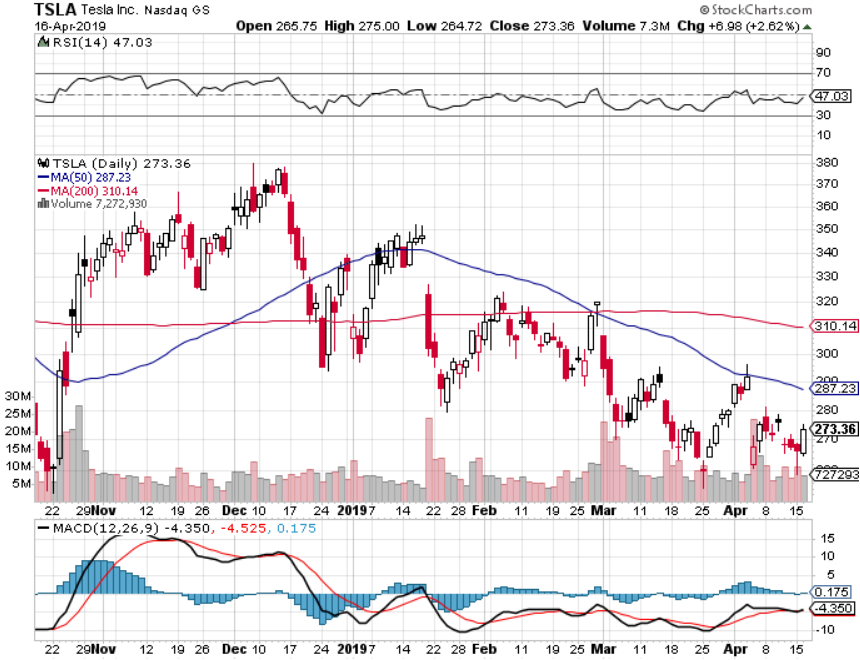 TSLA Tesla Inc. Nasdaq GS © StockCharts.com
16-Apr-2019 Open 265.75 High 275.00 Low 264.72 Close 273.36 Volume 7.3M Chg +6.98 (+2.62%)
RSI(14) 47.03
90
70
47.03
30
10
TSLA (Daily) 273.36
MA(50) 287.23
MA(200) 310.14
Volume 7,272,930
380
370
360
350
340
330
320
310.14
300
287.23
280
273.36
270
7272930
30M
25M
20M
15M
10M
5M
22 29 Nov 12 19 26 Dec 10 17 2019 7 14 22 28 Feb 11 19 25 Mar 11 18 25 Apr 8 15
MACD(12,26,9) -4.350, -4.525, 0.175
15
10
5
0.175
-4.350
-10
22 29 Nov 12 19 26 Dec 10 17 2019 7 14 22 28 Feb 11 19 25 Mar 11 18 25 Apr 8 15